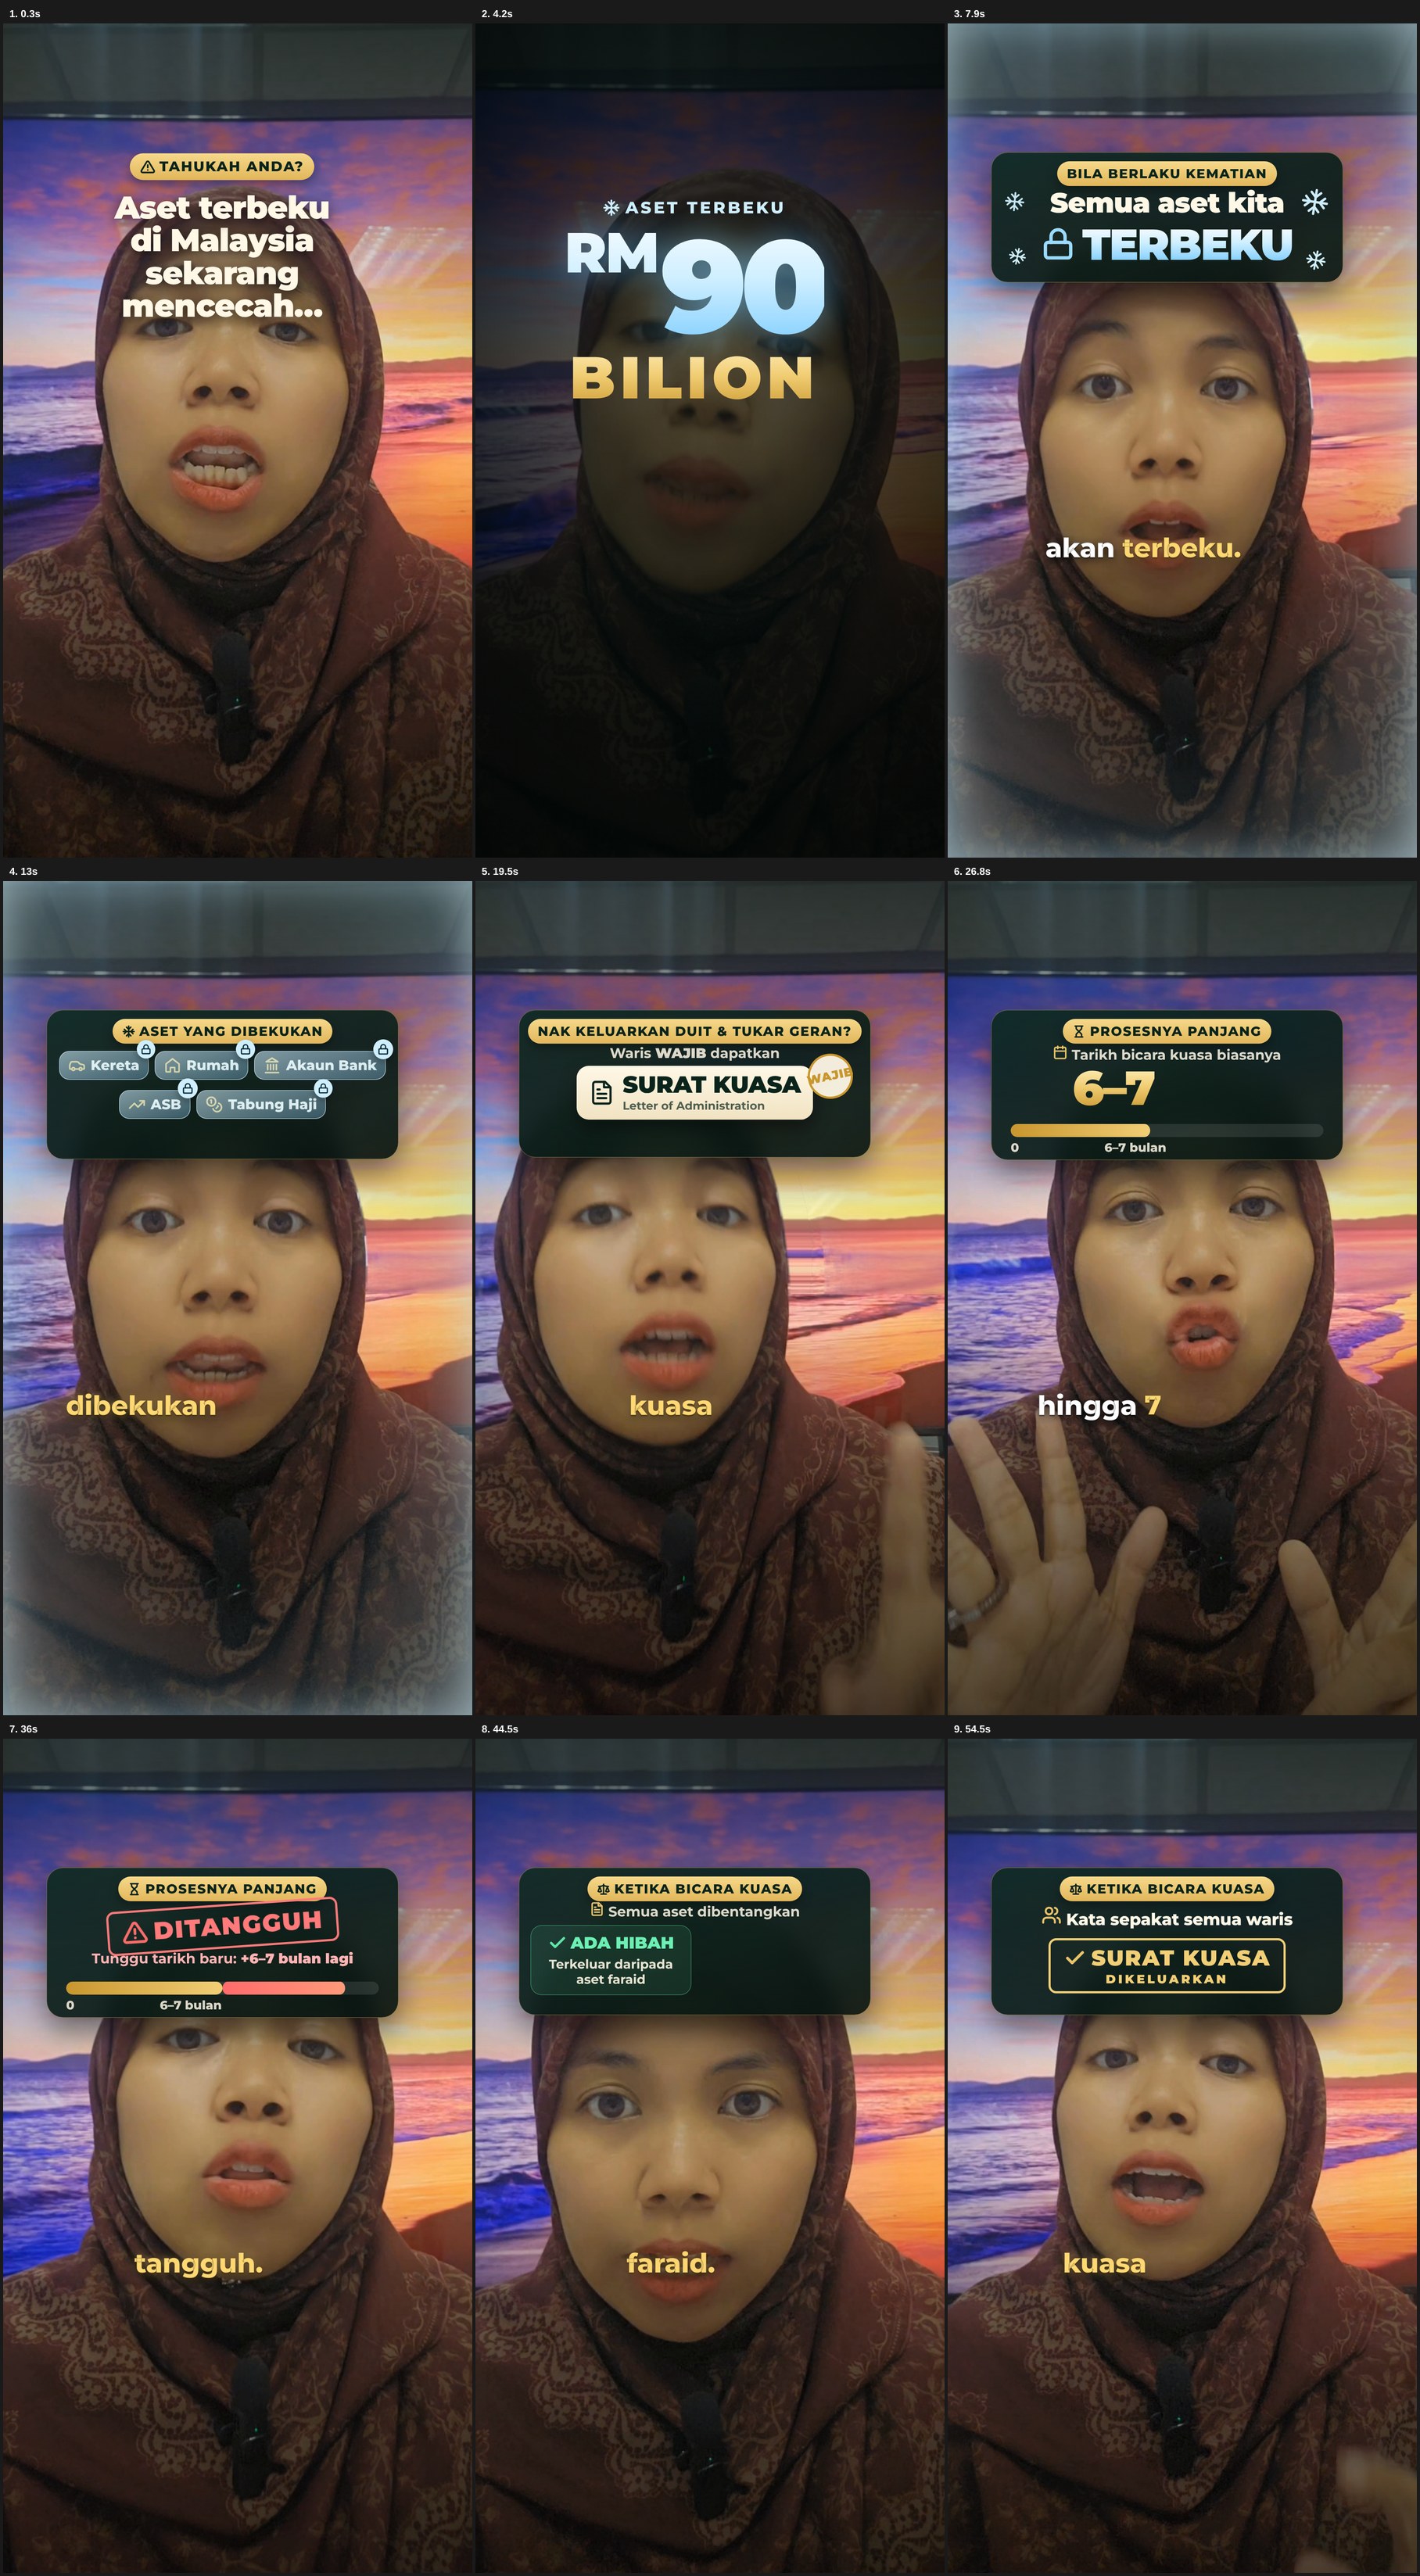 1. 0.3s
TAHUKAH ANDA?
Aset terbeku
di Malaysia
sekarang
mencecah...
2. 4.2s
ASET TERBEKU
RM90
BILION
3. 7.9s
BILA BERLAKU KEMATIAN
Semua aset kita
TERBEKU
akan terbeku.
4. 13s
ASET YANG DIBEKUKAN
Kereta
Rumah
Akaun Bank
ASB
Tabung Haji
dibekukan
5. 19.5s
NAK KELUARKAN DUIT & TUKAR GERAN?
Waris WAJIB dapatkan
SURAT KUASA
Letter of Administration
WAJIB
kuasa
6. 26.8s
PROSESNYA PANJANG
Tarikh bicara kuasa biasanya
6–7
0
6–7 bulan
hingga 7
7. 36s
PROSESNYA PANJANG
DITANGGUH
Tunggu tarikh baru: +6–7 bulan lagi
0
6–7 bulan
tangguh.
8. 44.5s
KETIKA BICARA KUASA
Semua aset dibentangkan
ADA HIBAH
Terkeluar daripada
aset faraid
faraid.
9. 54.5s
KETIKA BICARA KUASA
Kata sepakat semua waris
SURAT KUASA
DIKELUARKAN
kuasa